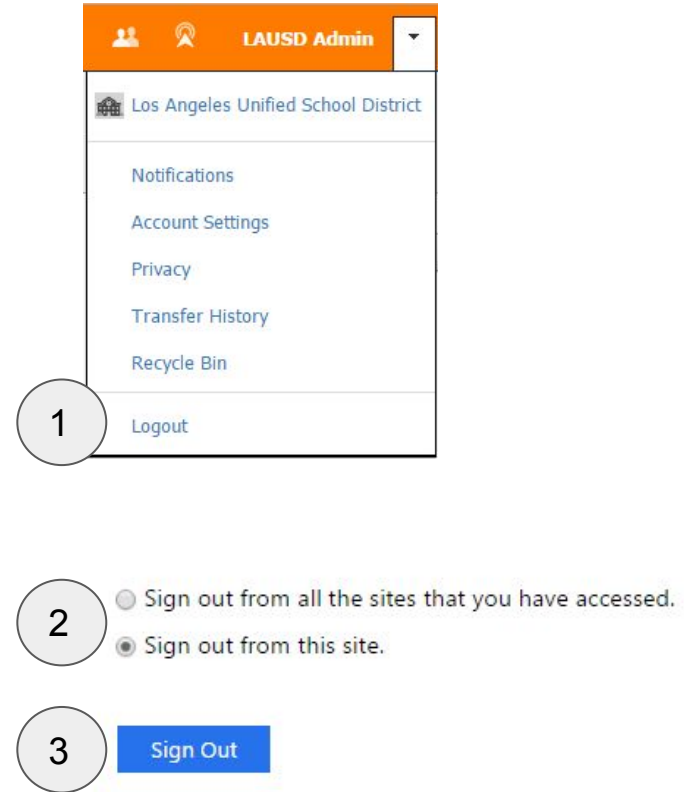 LAUSD Admin
Los Angeles Unified School District
Notifications
Account Settings
Privacy
Transfer History
Recycle Bin
1
Logout
2
Sign out from all the sites that you have accessed.
Sign out from this site.
3
Sign Out